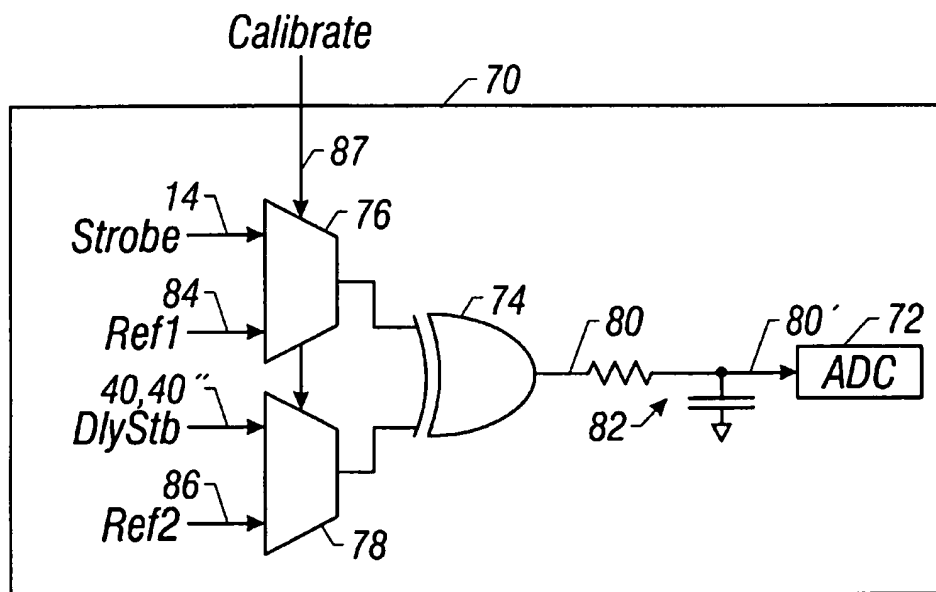 Calibrate
70
87
14
76
Strobe
84
Ref1
74
80
80´
72
ADC
40,40˝
DlyStb
82
86
Ref2
78